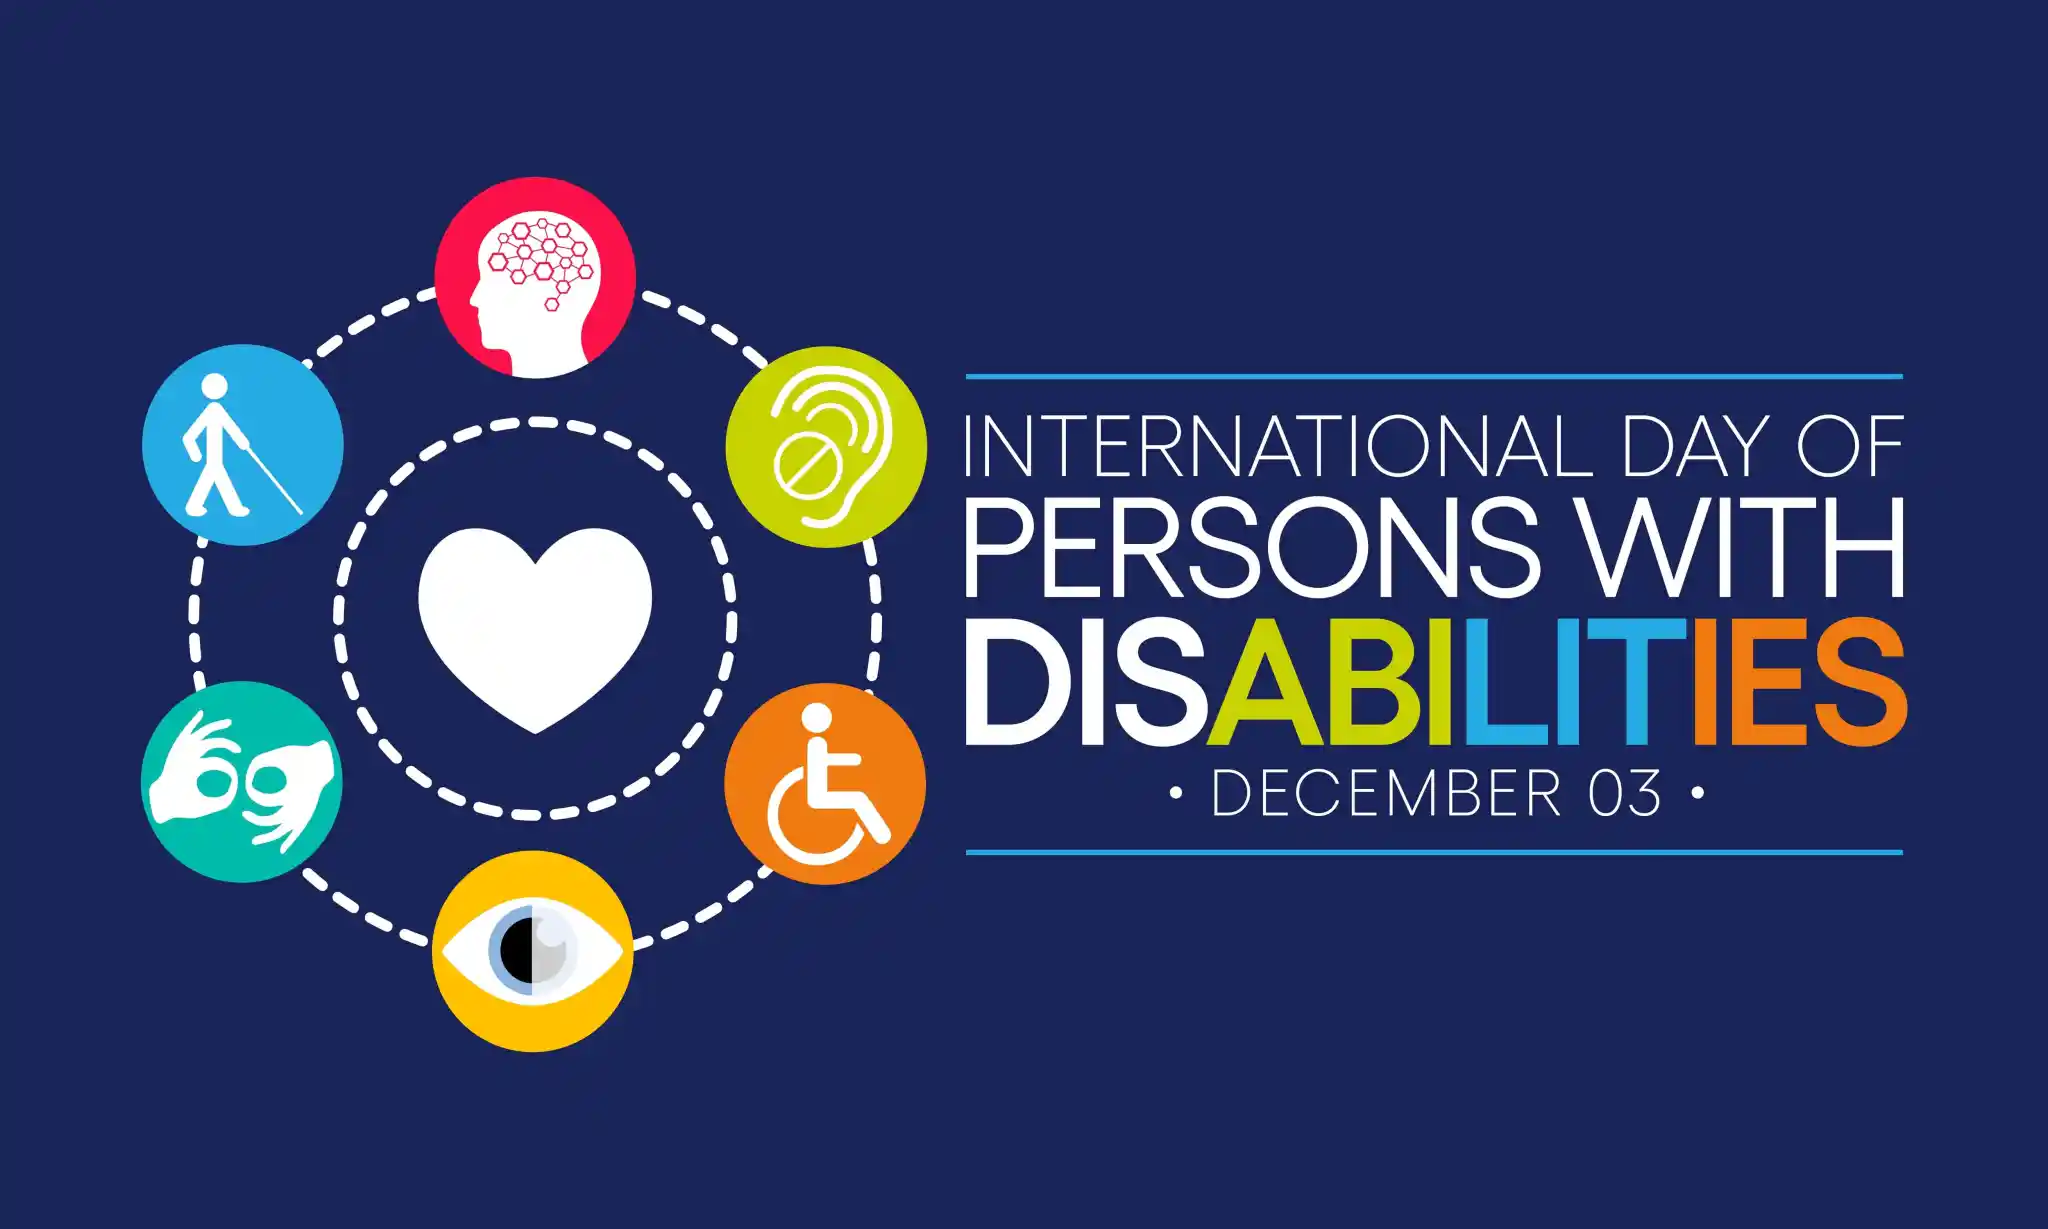 INTERNATIONAL DAY OF
PERSONS WITH
DISABILITIES
• DECEMBER 03 •